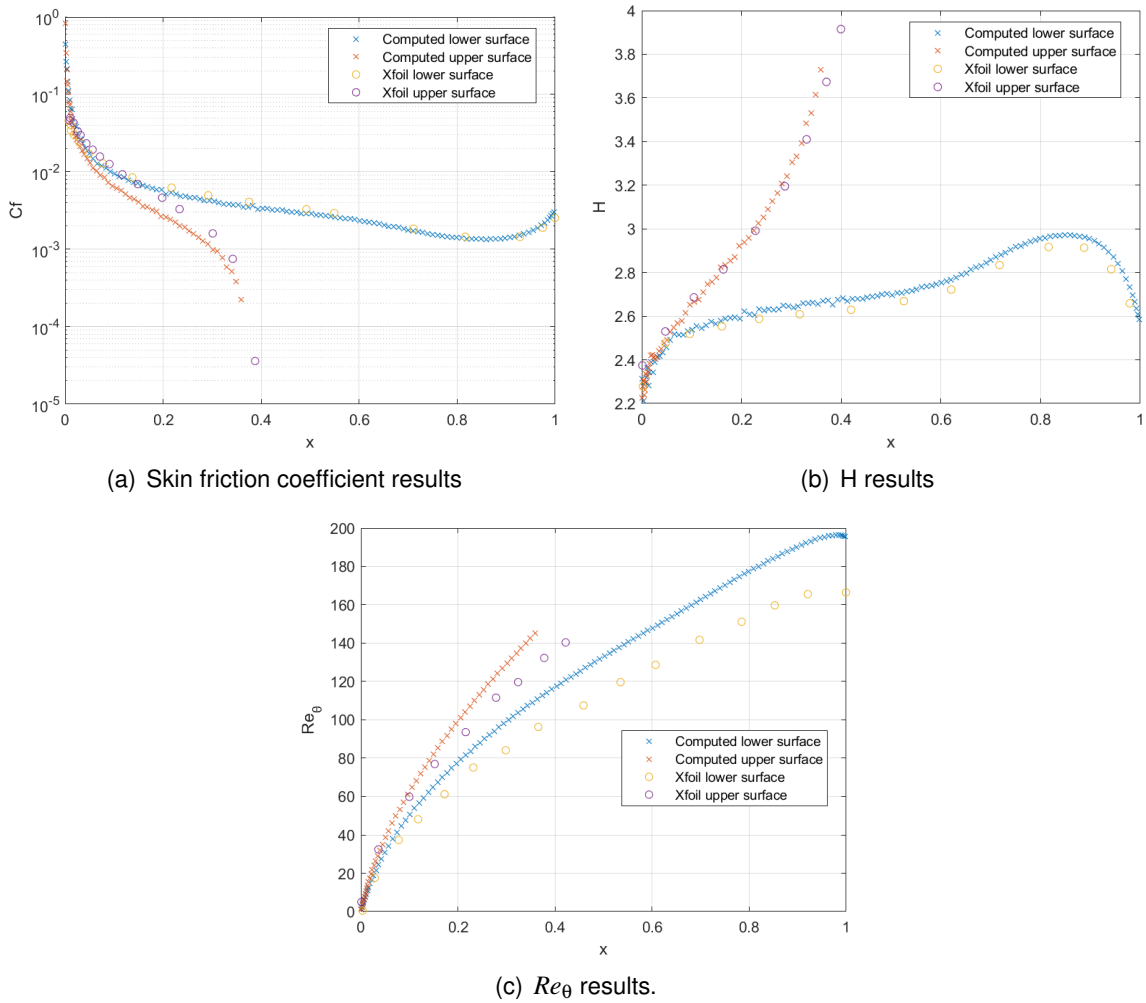 10^0
10^-1
10^-2
10^-3
10^-4
10^-5
Cf
0
0.2
0.4
0.6
0.8
1
x
Computed lower surface
Computed upper surface
Xfoil lower surface
Xfoil upper surface
(a) Skin friction coefficient results
4
3.8
3.6
3.4
3.2
3
2.8
2.6
2.4
2.2
H
0
0.2
0.4
0.6
0.8
1
x
Computed lower surface
Computed upper surface
Xfoil lower surface
Xfoil upper surface
(b) H results
200
180
160
140
120
100
80
60
40
20
0
Re_θ
0
0.2
0.4
0.6
0.8
1
x
Computed lower surface
Computed upper surface
Xfoil lower surface
Xfoil upper surface
(c) Re_θ results.